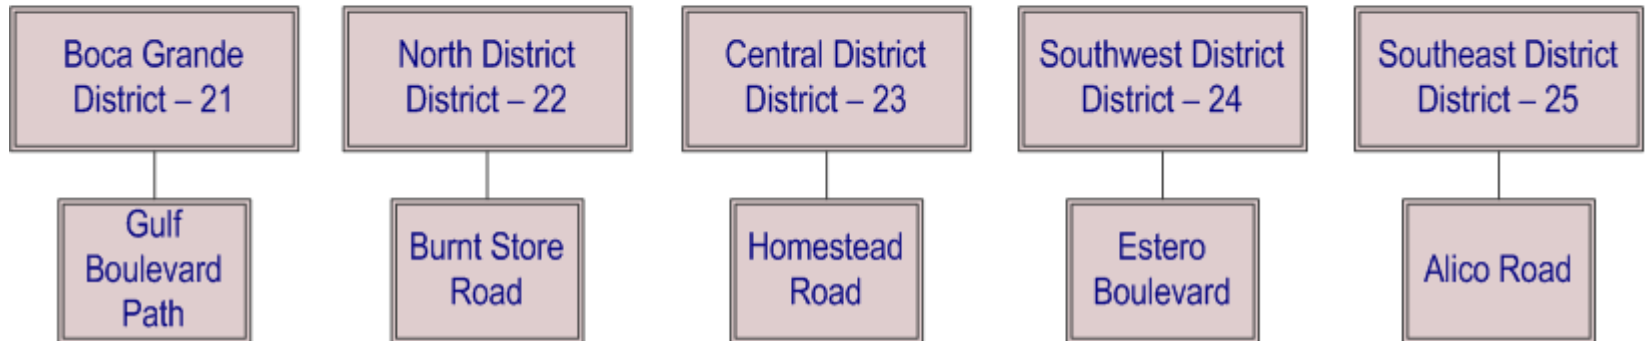 Boca Grande
District – 21
North District
District – 22
Central District
District – 23
Southwest District
District – 24
Southeast District
District – 25
Gulf
Boulevard
Path
Burnt Store
Road
Homestead
Road
Estero
Boulevard
Alico Road